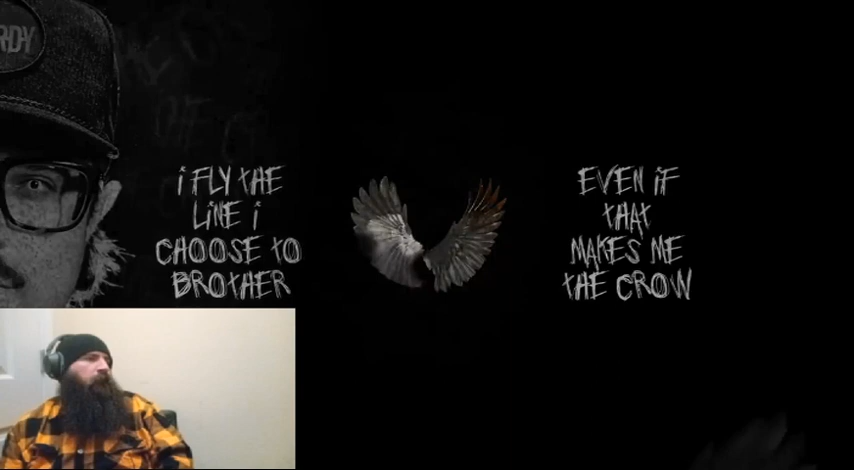 RDY
i FLY tHE
LiNE i
CHOOSE tO
BROtHER
EVEN iF
tHAt
MAKES ME
tHE CROW